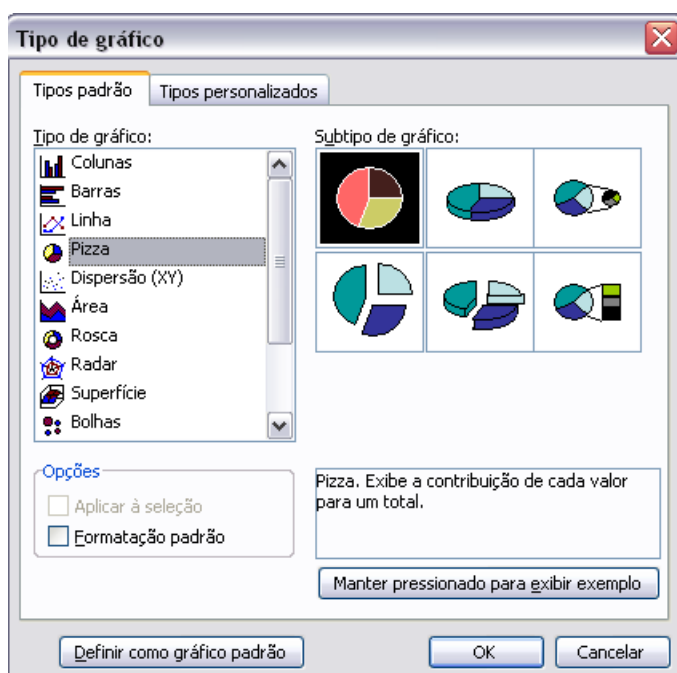 Tipo de gráfico
Tipos padrão
Tipos personalizados
Tipo de gráfico:
Colunas
Barras
Linha
Pizza
Dispersão (XY)
Área
Rosca
Radar
Superfície
Bolhas
Subtipo de gráfico:
Opções
Aplicar à seleção
Formatação padrão
Pizza. Exibe a contribuição de cada valor
para um total.
Manter pressionado para exibir exemplo
Definir como gráfico padrão
OK
Cancelar